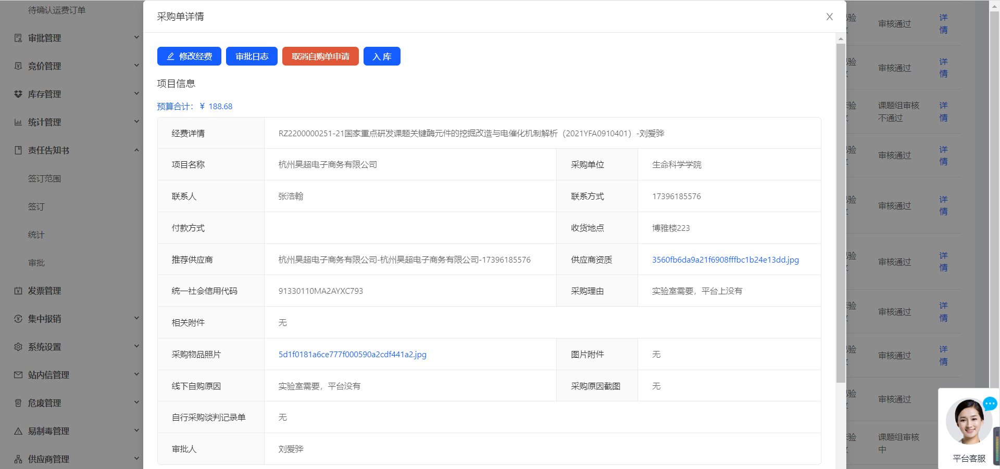 待确认运费订单
审批管理
竞价管理
库存管理
统计管理
责任告知书
签订范围
签订
统计
审批
发票管理
集中报销
系统设置
站内信管理
危废管理
易制毒管理
供应商管理
采购单详情
修改经费
审批日志
取消自购单申请
入 库
项目信息
预算合计：￥ 188.68
经费详情
RZ2200000251-21国家重点研发课题关键酶元件的挖掘改造与电催化机制解析（2021YFA0910401）-刘爱骅
项目名称
杭州昊超电子商务有限公司
采购单位
生命科学学院
联系人
张浩翰
联系方式
17396185576
付款方式
收货地点
博雅楼223
推荐供应商
杭州昊超电子商务有限公司-杭州昊超电子商务有限公司-17396185576
供应商资质
3560fb6da9a21f6908fffbc1b24e13dd.jpg
统一社会信用代码
91330110MA2AYXC793
采购理由
实验室需要，平台上没有
相关附件
无
采购物品照片
5d1f0181a6ce777f000590a2cdf441a2.jpg
图片附件
无
线下自购原因
实验室需要，平台没有
采购原因截图
无
自行采购谈判记录单
无
审批人
刘爱骅
验
审核通过
详
情
验
审核通过
详
情
验
课题组审核
不通过
详
情
验
审核通过
详
情
验
审核通过
详
情
验
审核通过
详
情
验
审核通过
详
情
验
审核通过
详
情
验
审核通过
验
课题组审核
中
平台客服